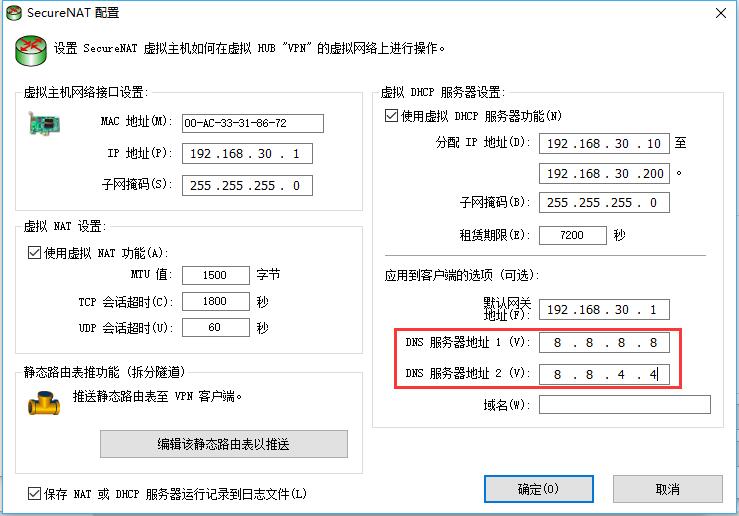 SecureNAT 配置
设置 SecureNAT 虚拟主机如何在虚拟 HUB "VPN" 的虚拟网络上进行操作。
虚拟主机网络接口设置:
MAC 地址(M): 00-AC-33-31-86-72
IP 地址(P): 192 .168 . 30 . 1
子网掩码(S): 255 .255 .255 . 0
虚拟 NAT 设置:
使用虚拟 NAT 功能(A):
MTU 值: 1500 字节
TCP 会话超时(C): 1800 秒
UDP 会话超时(U): 60 秒
静态路由表推功能 (拆分隧道)
推送静态路由表至 VPN 客户端。
编辑该静态路由表以推送
保存 NAT 或 DHCP 服务器运行记录到日志文件(L)
虚拟 DHCP 服务器设置:
使用虚拟 DHCP 服务器功能(N)
分配 IP 地址(D): 192 .168 . 30 . 10 至
192 .168 . 30 .200 。
子网掩码(B): 255 .255 .255 . 0
租赁期限(E): 7200 秒
应用到客户端的选项 (可选):
默认网关
地址(F): 192 .168 . 30 . 1
DNS 服务器地址 1 (V): 8 . 8 . 8 . 8
DNS 服务器地址 2 (V): 8 . 8 . 4 . 4
域名(W):
确定(O)
取消